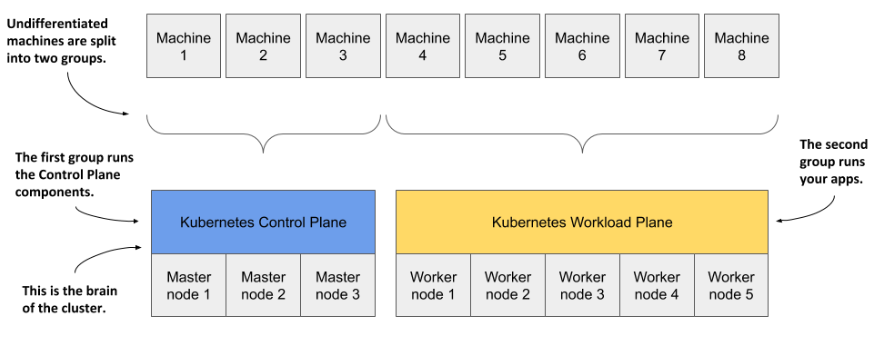 Undifferentiated
machines are split
into two groups.
Machine
1
Machine
2
Machine
3
Machine
4
Machine
5
Machine
6
Machine
7
Machine
8
The first group runs
the Control Plane
components.
The second
group runs
your apps.
Kubernetes Control Plane
Kubernetes Workload Plane
This is the brain
of the cluster.
Master
node 1
Master
node 2
Master
node 3
Worker
node 1
Worker
node 2
Worker
node 3
Worker
node 4
Worker
node 5